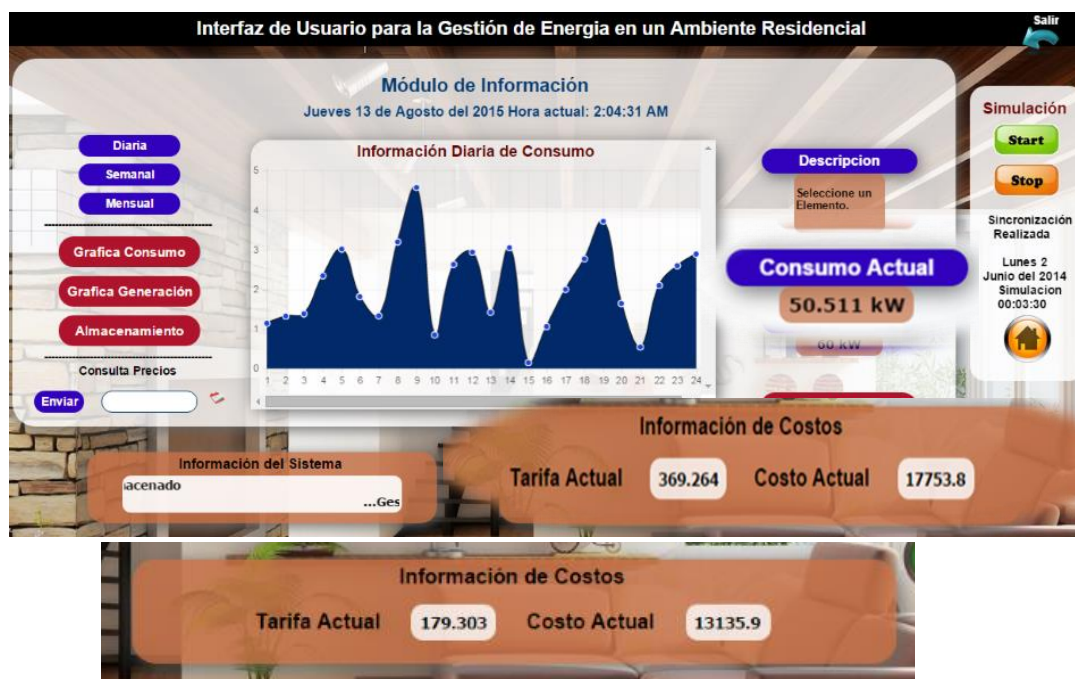 Interfaz de Usuario para la Gestión de Energia en un Ambiente Residencial
Salir
Módulo de Información
Jueves 13 de Agosto del 2015 Hora actual: 2:04:31 AM
Diaria
Semanal
Mensual
Grafica Consumo
Grafica Generación
Almacenamiento
Consulta Precios
Enviar
Información Diaria de Consumo
5
4
3
2
1
0
1 2 3 4 5 6 7 8 9 10 11 12 13 14 15 16 17 18 19 20 21 22 23 24
Descripcion
Seleccione un
Elemento.
Consumo Actual
50.511 kW
60 kW
Simulación
Start
Stop
Sincronización
Realizada
Lunes 2
Junio del 2014
Simulacion
00:03:30
Información del Sistema
acenado
...Ges
Información de Costos
Tarifa Actual 369.264 Costo Actual 17753.8
Información de Costos
Tarifa Actual 179.303 Costo Actual 13135.9